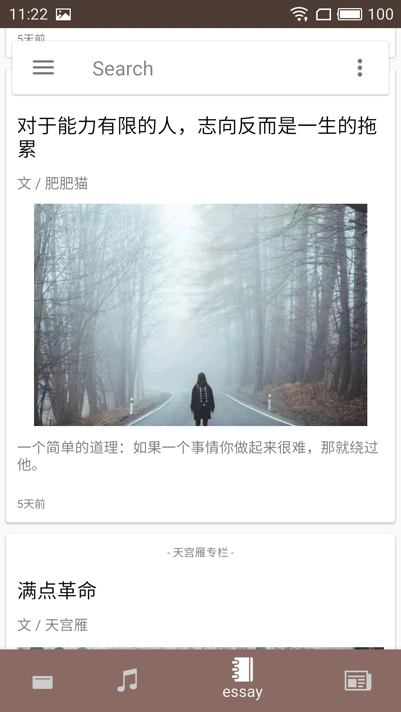 11:22
100
5天前
Search
对于能力有限的人，志向反而是一生的拖
累
文 / 肥肥猫
一个简单的道理：如果一个事情你做起来很难，那就绕过
他。
5天前
- 天宫雁专栏 -
满点革命
文 / 天宫雁
essay